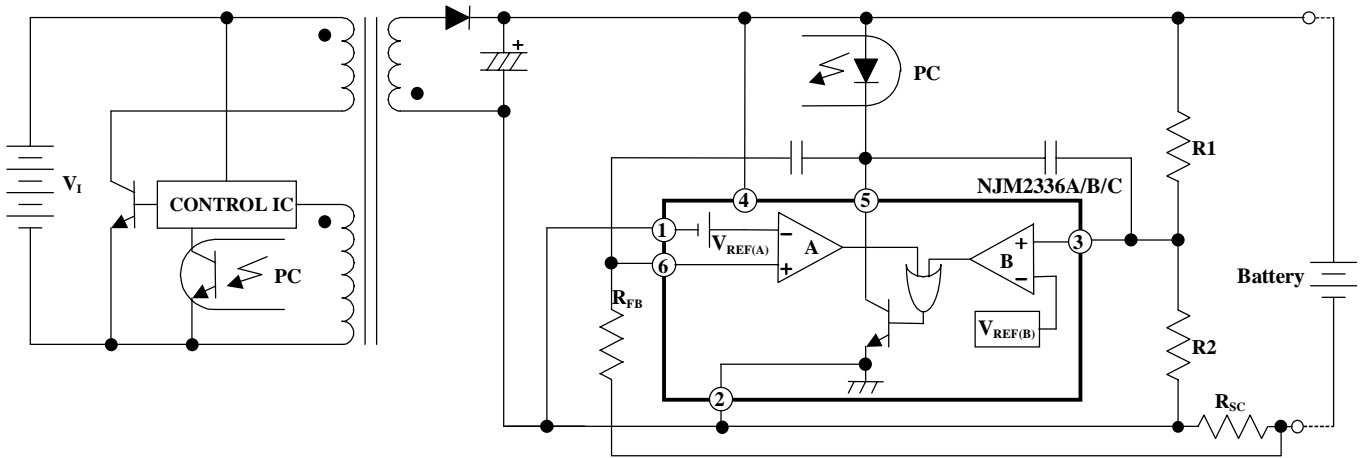 +
PC
R1
V_I
CONTROL IC
NJM2336A/B/C
4
5
1
V_REF(A)
−
A
+
B
+
−
3
6
PC
R_FB
V_REF(B)
Battery
R2
2
R_SC